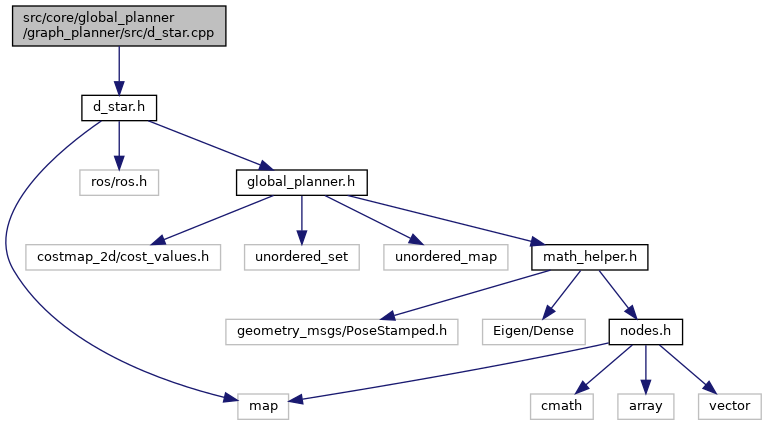 src/core/global_planner
/graph_planner/src/d_star.cpp
d_star.h
ros/ros.h
global_planner.h
costmap_2d/cost_values.h
unordered_set
unordered_map
math_helper.h
geometry_msgs/PoseStamped.h
Eigen/Dense
nodes.h
map
cmath
array
vector